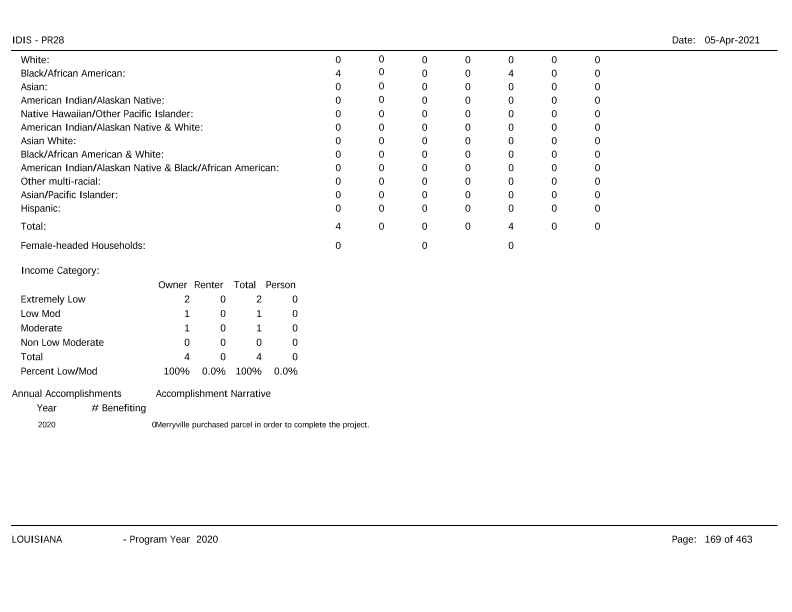 IDIS - PR28 Date: 05-Apr-2021
White: 0 0 0 0 0 0 0
Black/African American: 4 0 0 0 4 0 0
Asian: 0 0 0 0 0 0 0
American Indian/Alaskan Native: 0 0 0 0 0 0 0
Native Hawaiian/Other Pacific Islander: 0 0 0 0 0 0 0
American Indian/Alaskan Native & White: 0 0 0 0 0 0 0
Asian White: 0 0 0 0 0 0 0
Black/African American & White: 0 0 0 0 0 0 0
American Indian/Alaskan Native & Black/African American: 0 0 0 0 0 0 0
Other multi-racial: 0 0 0 0 0 0 0
Asian/Pacific Islander: 0 0 0 0 0 0 0
Hispanic: 0 0 0 0 0 0 0
Total: 4 0 0 0 4 0 0
Female-headed Households: 0 0 0
Income Category:
Owner Renter Total Person
Extremely Low 2 0 2 0
Low Mod 1 0 1 0
Moderate 1 0 1 0
Non Low Moderate 0 0 0 0
Total 4 0 4 0
Percent Low/Mod 100% 0.0% 100% 0.0%
Annual Accomplishments Accomplishment Narrative
Year # Benefiting
2020 0Merryville purchased parcel in order to complete the project.
LOUISIANA - Program Year 2020 Page: 169 of 463